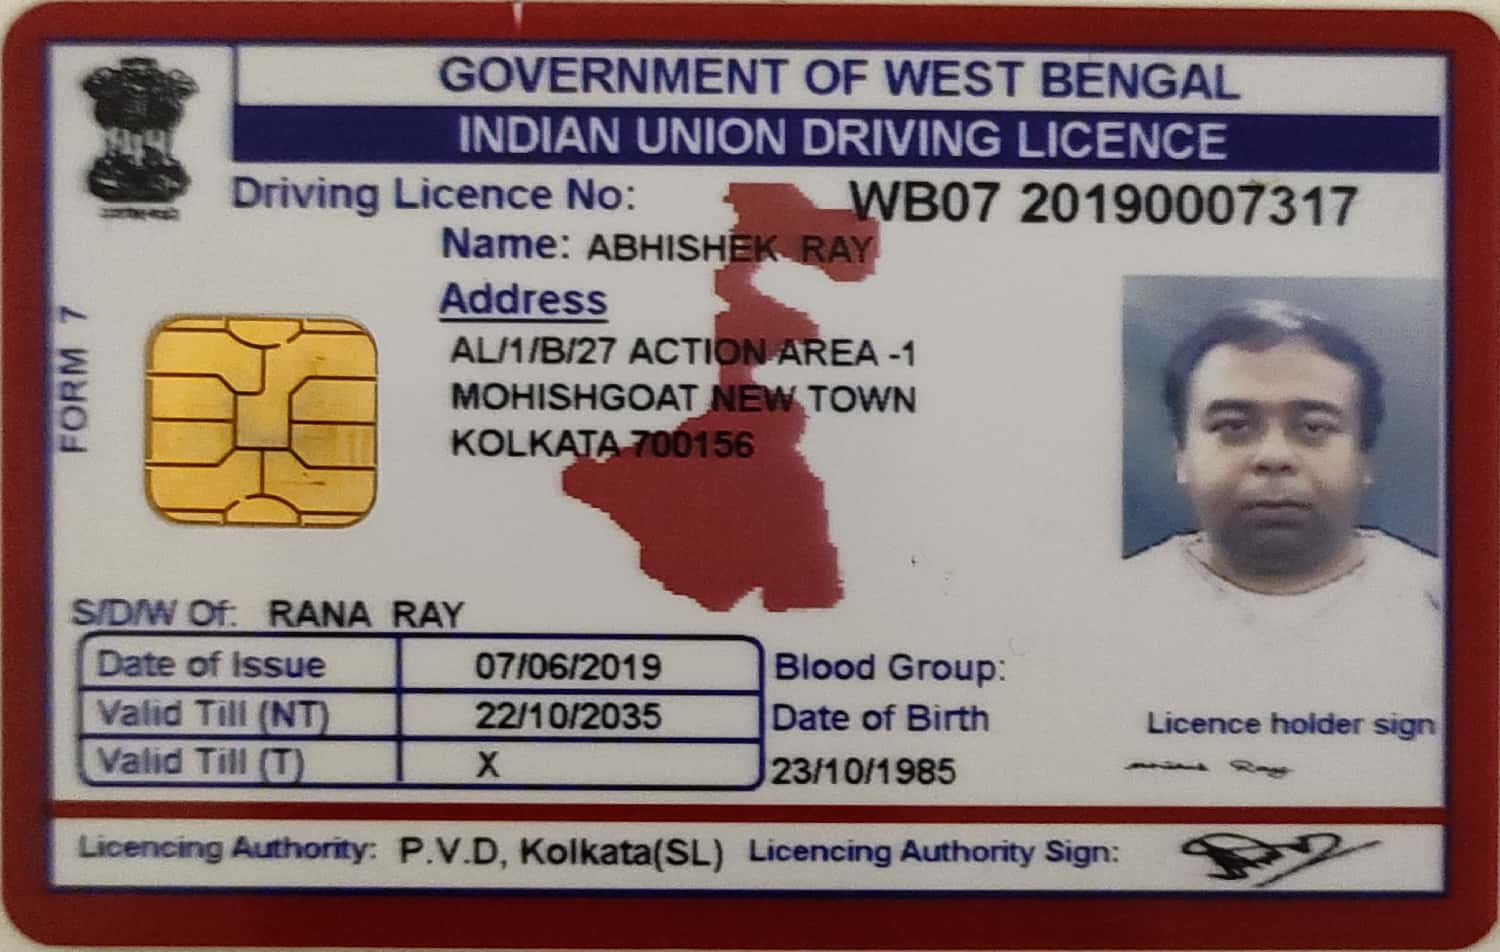 GOVERNMENT OF WEST BENGAL
INDIAN UNION DRIVING LICENCE
Driving Licence No: WB07 20190007317
Name: ABHISHEK RAY
Address
AL/1/B/27 ACTION AREA -1
MOHISHGOAT NEW TOWN
KOLKATA 700156
FORM 7
S/D/W Of: RANA RAY
Date of Issue 07/06/2019
Valid Till (NT) 22/10/2035
Valid Till (T) X
Blood Group:
Date of Birth
23/10/1985
Licence holder sign
Licencing Authority: P.V.D, Kolkata(SL) Licencing Authority Sign: